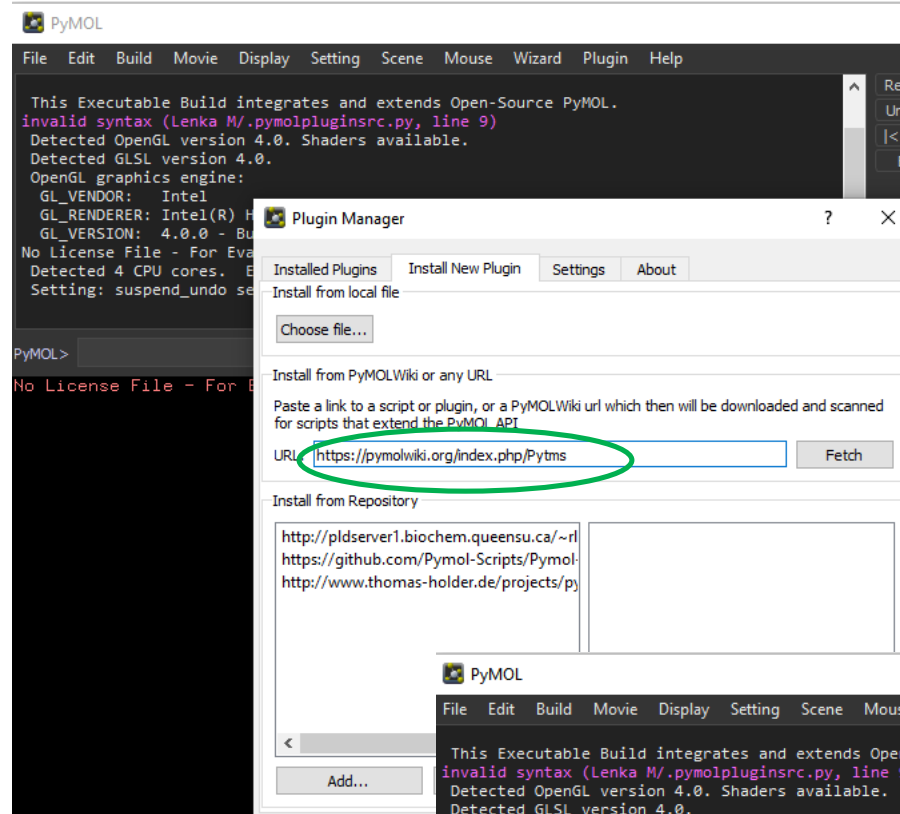 PyMOL
File Edit Build Movie Display Setting Scene Mouse Wizard Plugin Help
This Executable Build integrates and extends Open-Source PyMOL.
invalid syntax (Lenka M/.pymolpluginsrc.py, line 9)
Detected OpenGL version 4.0. Shaders available.
Detected GLSL version 4.0.
OpenGL graphics engine:
GL_VENDOR: Intel
GL_RENDERER: Intel(R) H
GL_VERSION: 4.0.0 - Bu
No License File - For Eva
Detected 4 CPU cores. E
Setting: suspend_undo se
PyMOL>
No License File - For E
Re
Un
|<
Plugin Manager
? ×
Installed Plugins Install New Plugin Settings About
Install from local file
Choose file...
Install from PyMOLWiki or any URL
Paste a link to a script or plugin, or a PyMOLWiki url which then will be downloaded and scanned
for scripts that extend the PyMOL API
URL: https://pymolwiki.org/index.php/Pytms Fetch
Install from Repository
http://pldserver1.biochem.queensu.ca/~rl
https://github.com/Pymol-Scripts/Pymol-
http://www.thomas-holder.de/projects/py
Add...
PyMOL
File Edit Build Movie Display Setting Scene Mous
This Executable Build integrates and extends Ope
invalid syntax (Lenka M/.pymolpluginsrc.py, line
Detected OpenGL version 4.0. Shaders available.
Detected GLSL version 4.0.